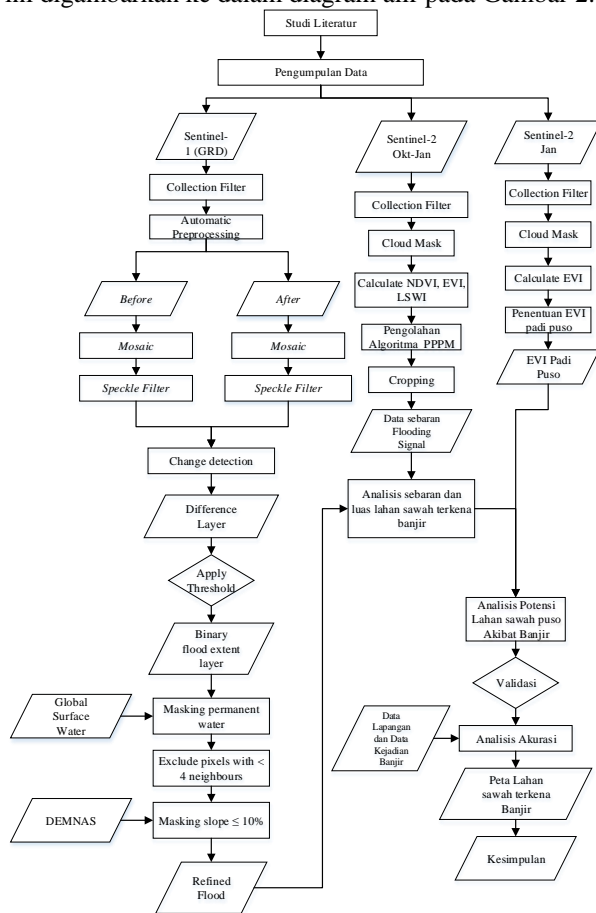 ini digambarkan ke dalam diagram alir pada Gambar 2.
Studi Literatur
Pengumpulan Data
Sentinel-
1 (GRD)
Collection Filter
Automatic
Preprocessing
Before
After
Mosaic
Mosaic
Speckle Filter
Speckle Filter
Change detection
Difference
Layer
Apply
Threshold
Binary
flood extent
layer
Global
Surface
Water
Masking permanent
water
Exclude pixels with <
4 neighbours
DEMNAS
Masking slope ≤ 10%
Refined
Flood
Sentinel-2
Okt-Jan
Collection Filter
Cloud Mask
Calculate NDVI, EVI,
LSWI
Pengolahan
Algoritma PPPM
Cropping
Data sebaran
Flooding
Signal
Analisis sebaran dan
luas lahan sawah terkena
banjir
Sentinel-2
Jan
Collection Filter
Cloud Mask
Calculate EVI
Penentuan EVI
padi puso
EVI Padi
Puso
Analisis Potensi
Lahan sawah puso
Akibat Banjir
Validasi
Data
Lapangan
dan Data
Kejadian
Banjir
Analisis Akurasi
Peta Lahan
sawah terkena
Banjir
Kesimpulan